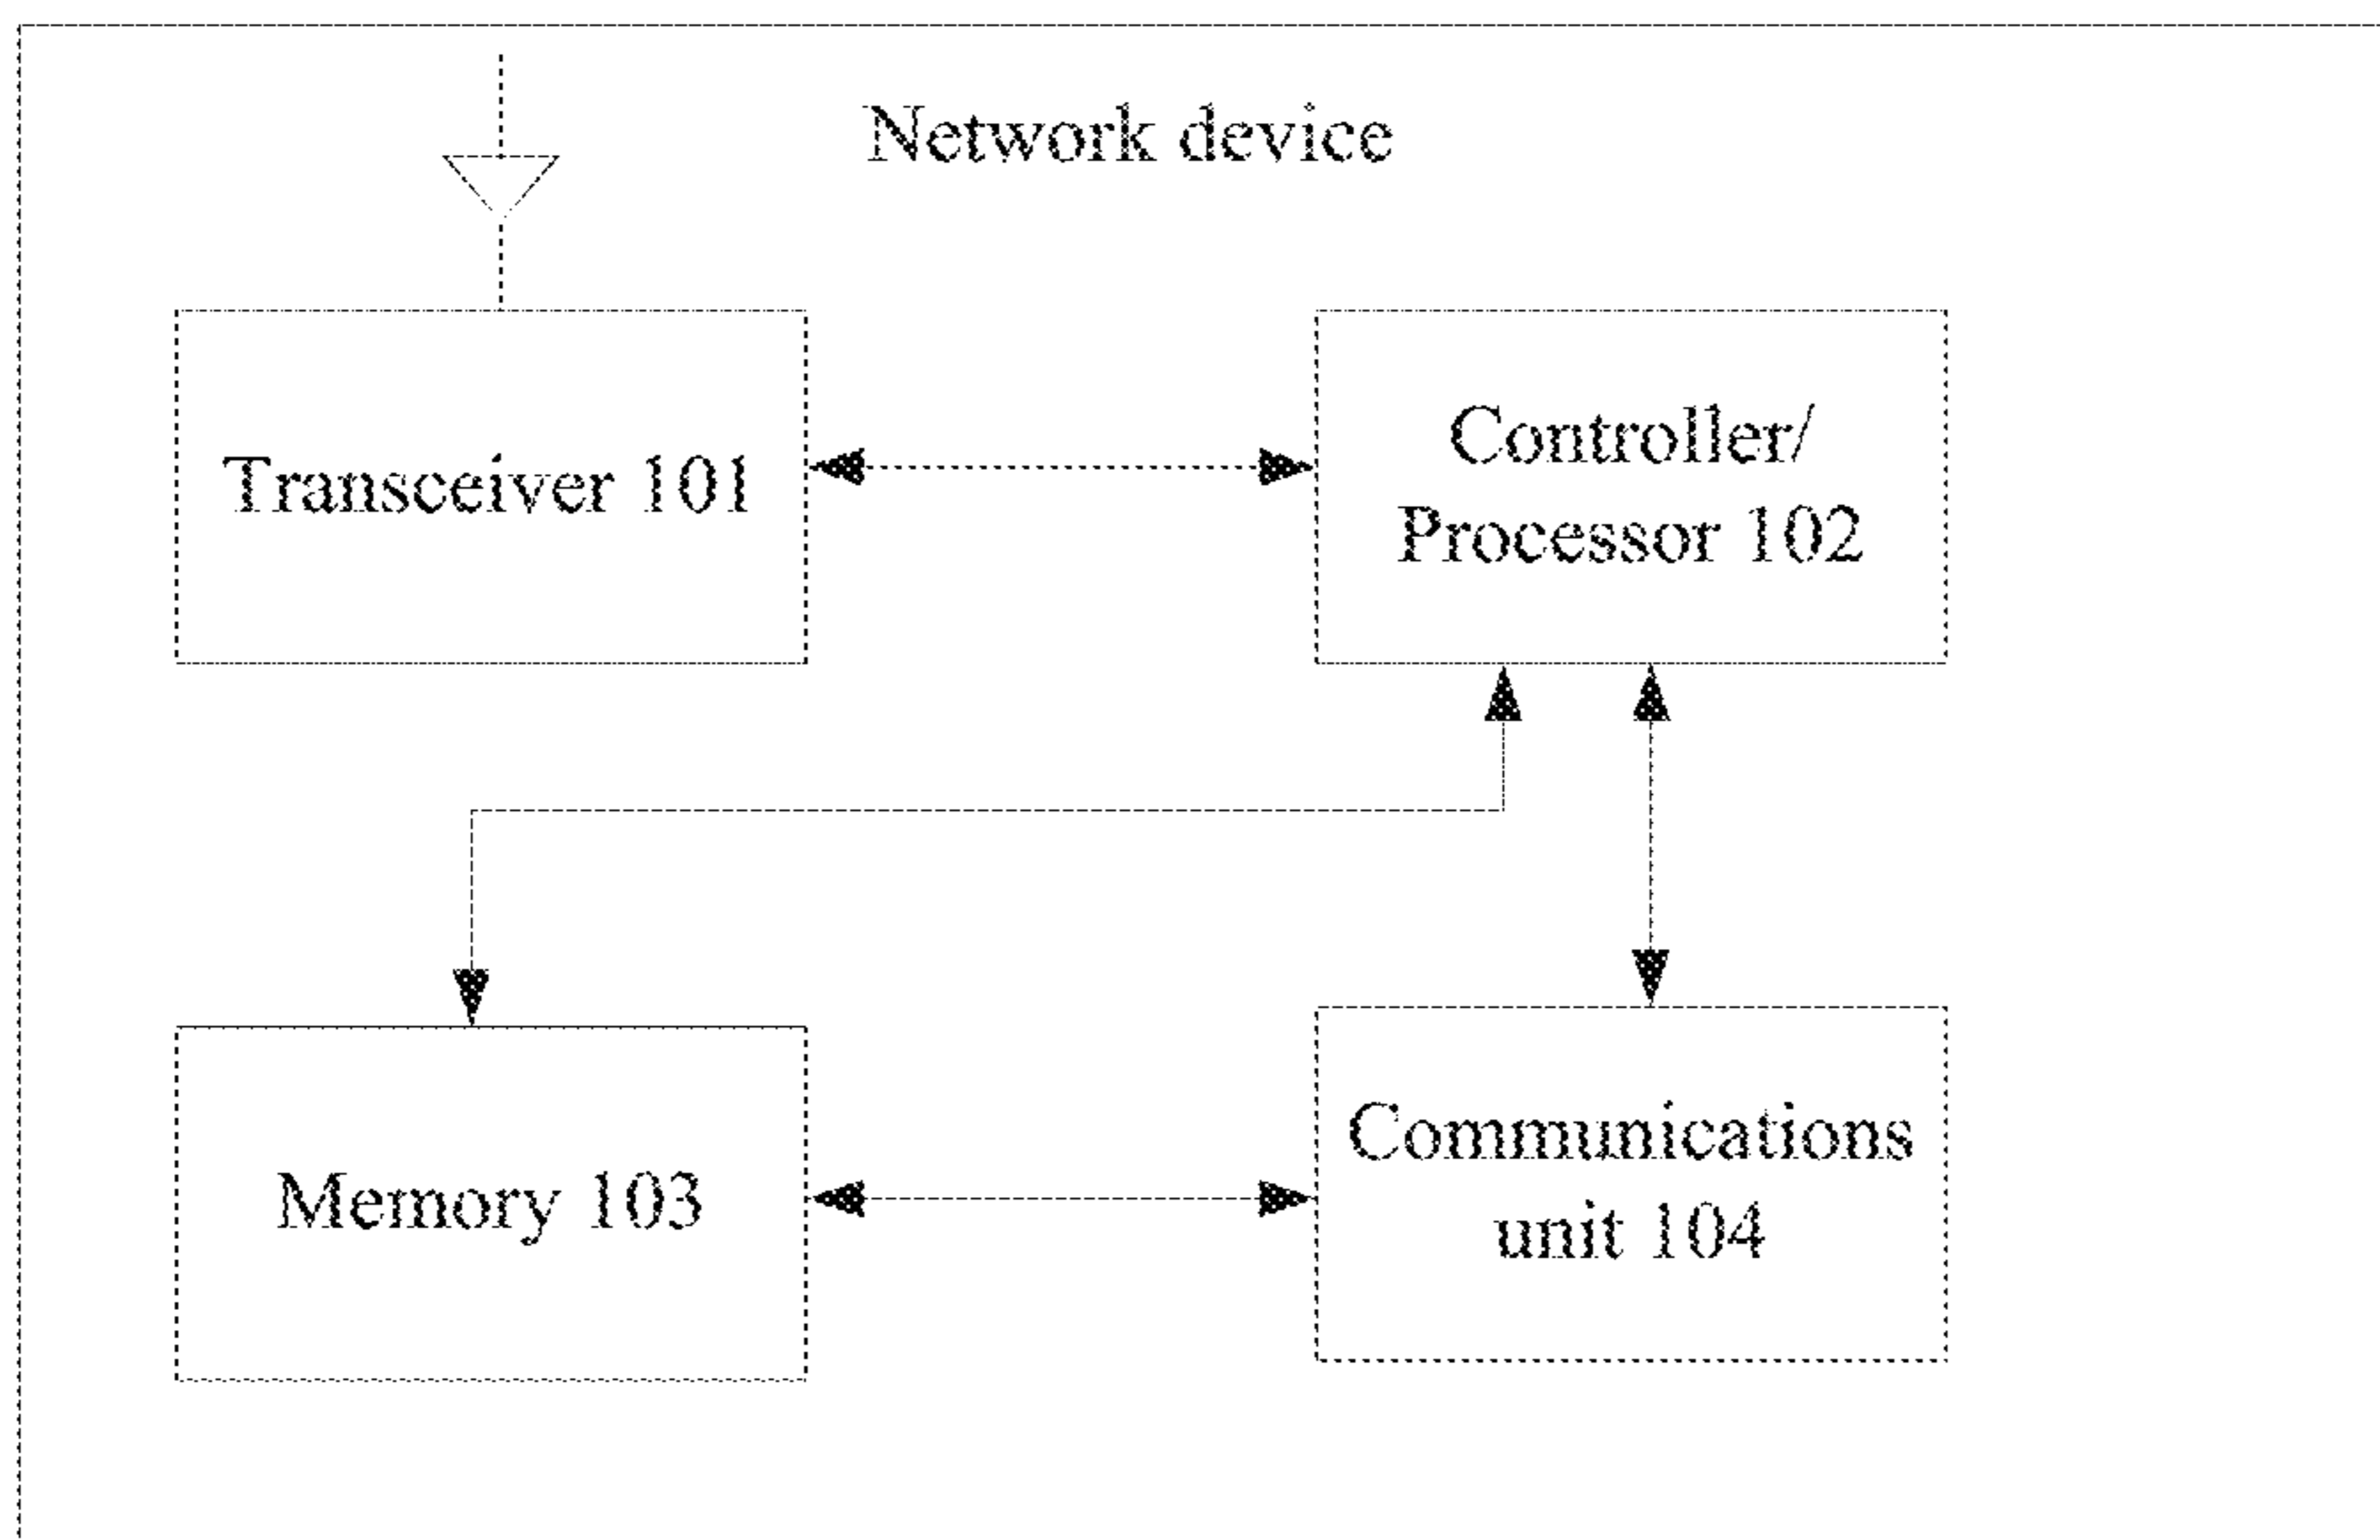 Network device
Transceiver 101
Controller/
Processor 102
Memory 103
Communications
unit 104